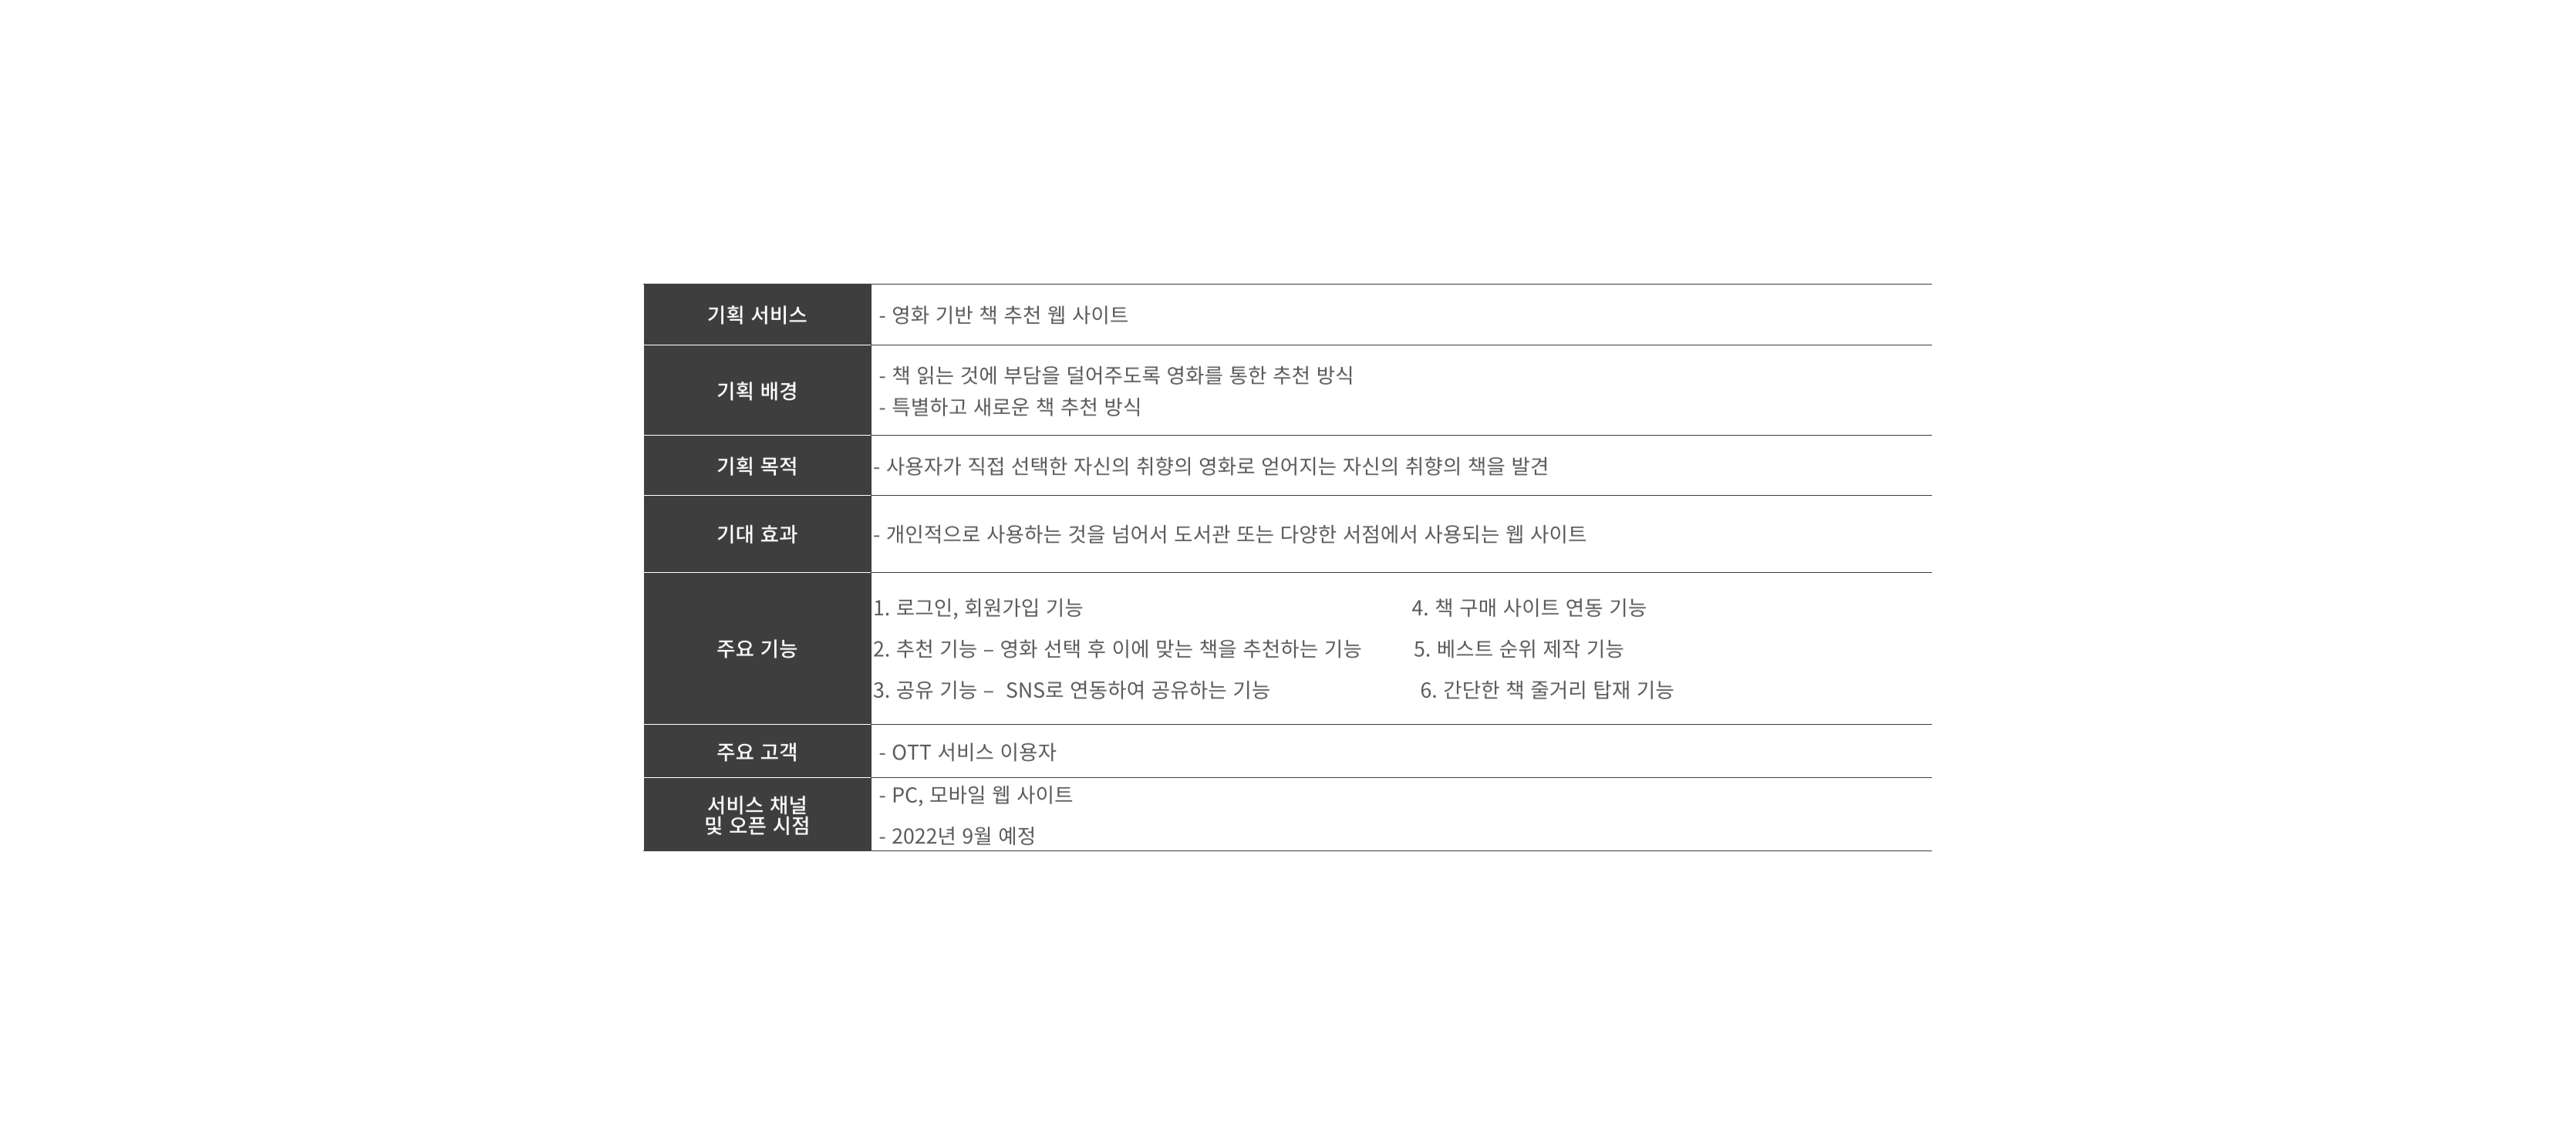 기획 서비스
- 영화 기반 책 추천 웹 사이트
기획 배경
- 책 읽는 것에 부담을 덜어주도록 영화를 통한 추천 방식
- 특별하고 새로운 책 추천 방식
기획 목적
- 사용자가 직접 선택한 자신의 취향의 영화로 얻어지는 자신의 취향의 책을 발견
기대 효과
- 개인적으로 사용하는 것을 넘어서 도서관 또는 다양한 서점에서 사용되는 웹 사이트
주요 기능
1. 로그인, 회원가입 기능 4. 책 구매 사이트 연동 기능
2. 추천 기능 – 영화 선택 후 이에 맞는 책을 추천하는 기능 5. 베스트 순위 제작 기능
3. 공유 기능 – SNS로 연동하여 공유하는 기능 6. 간단한 책 줄거리 탑재 기능
주요 고객
- OTT 서비스 이용자
서비스 채널
및 오픈 시점
- PC, 모바일 웹 사이트
- 2022년 9월 예정